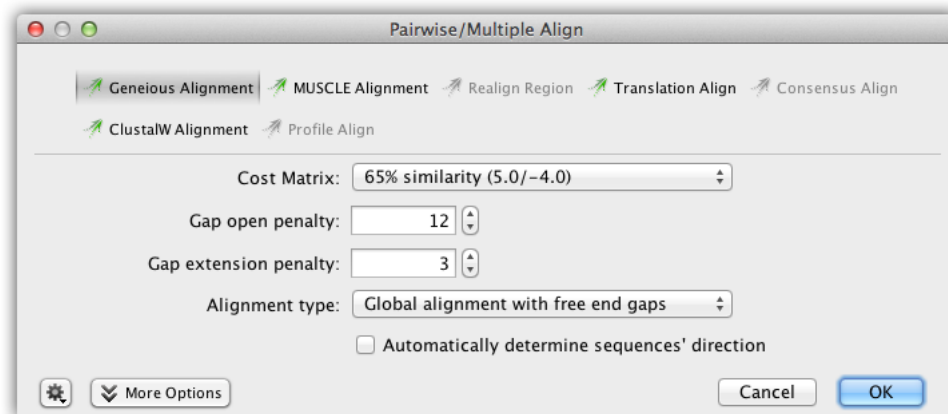 Pairwise/Multiple Align
Geneious Alignment MUSCLE Alignment Realign Region Translation Align Consensus Align
ClustalW Alignment Profile Align
Cost Matrix: 65% similarity (5.0/-4.0)
Gap open penalty: 12
Gap extension penalty: 3
Alignment type: Global alignment with free end gaps
Automatically determine sequences' direction
More Options Cancel OK